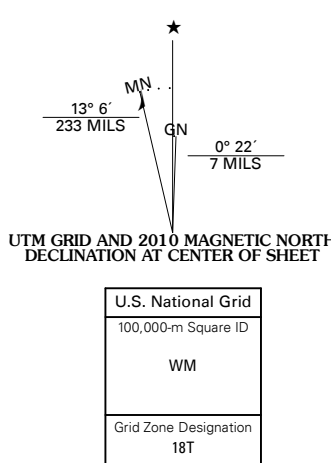 ★
MN
GN
13° 6´
233 MILS
0° 22´
7 MILS
UTM GRID AND 2010 MAGNETIC NORTH
DECLINATION AT CENTER OF SHEET
U.S. National Grid
100,000-m Square ID
WM
Grid Zone Designation
18T